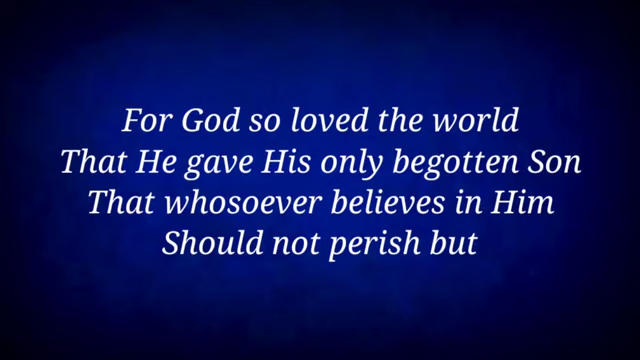 For God so loved the world
That He gave His only begotten Son
That whosoever believes in Him
Should not perish but